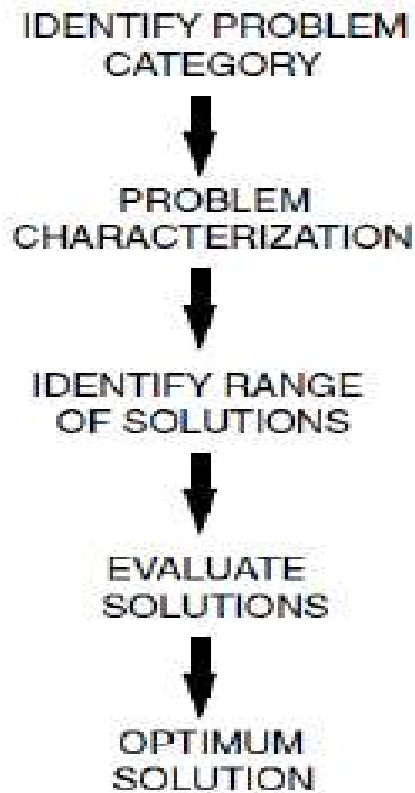 IDENTIFY PROBLEM
CATEGORY
PROBLEM
CHARACTERIZATION
IDENTIFY RANGE
OF SOLUTIONS
EVALUATE
SOLUTIONS
OPTIMUM
SOLUTION